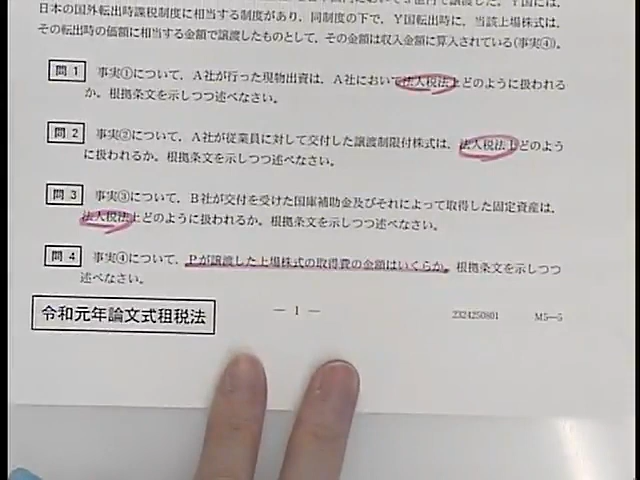 日本の国外転出時課税制度に相当する制度があり、同制度の下で、Y国転出時に、当該上場株式は、
その転出時の価額に相当する金額で譲渡したものとして、その金額は収入金額に算入されている(事実④)。
問1 事実①について、A社が行った現物出資は、A社において法人税法上どのように扱われる
か。根拠条文を示しつつ述べなさい。
問2 事実②について、A社が従業員に対して交付した譲渡制限付株式は、法人税法上どのよう
に扱われるか。根拠条文を示しつつ述べなさい。
問3 事実③について、B社が交付を受けた国庫補助金及びそれによって取得した固定資産は、
法人税法上どのように扱われるか。根拠条文を示しつつ述べなさい。
問4 事実④について、Pが譲渡した上場株式の取得費の金額はいくらか。根拠条文を示しつつ
述べなさい。
令和元年論文式租税法
― 1 ―
2324250801 M5―5